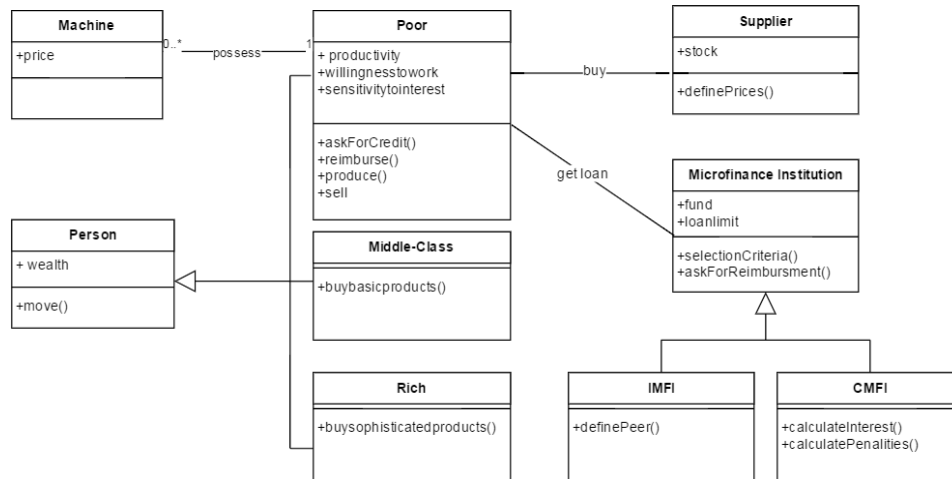 Machine
+price
0..*
possess
1
Poor
+ productivity
+willingnesstowork
+sensitivitytointerest
+askForCredit()
+reimburse()
+produce()
+sell
buy
Supplier
+stock
+definePrices()
get loan
Microfinance Institution
+fund
+loanlimit
+selectionCriteria()
+askForReimbursment()
Person
+ wealth
+move()
Middle-Class
+buybasicproducts()
Rich
+buysophisticatedproducts()
IMFI
+definePeer()
CMFI
+calculateInterest()
+calculatePenalities()